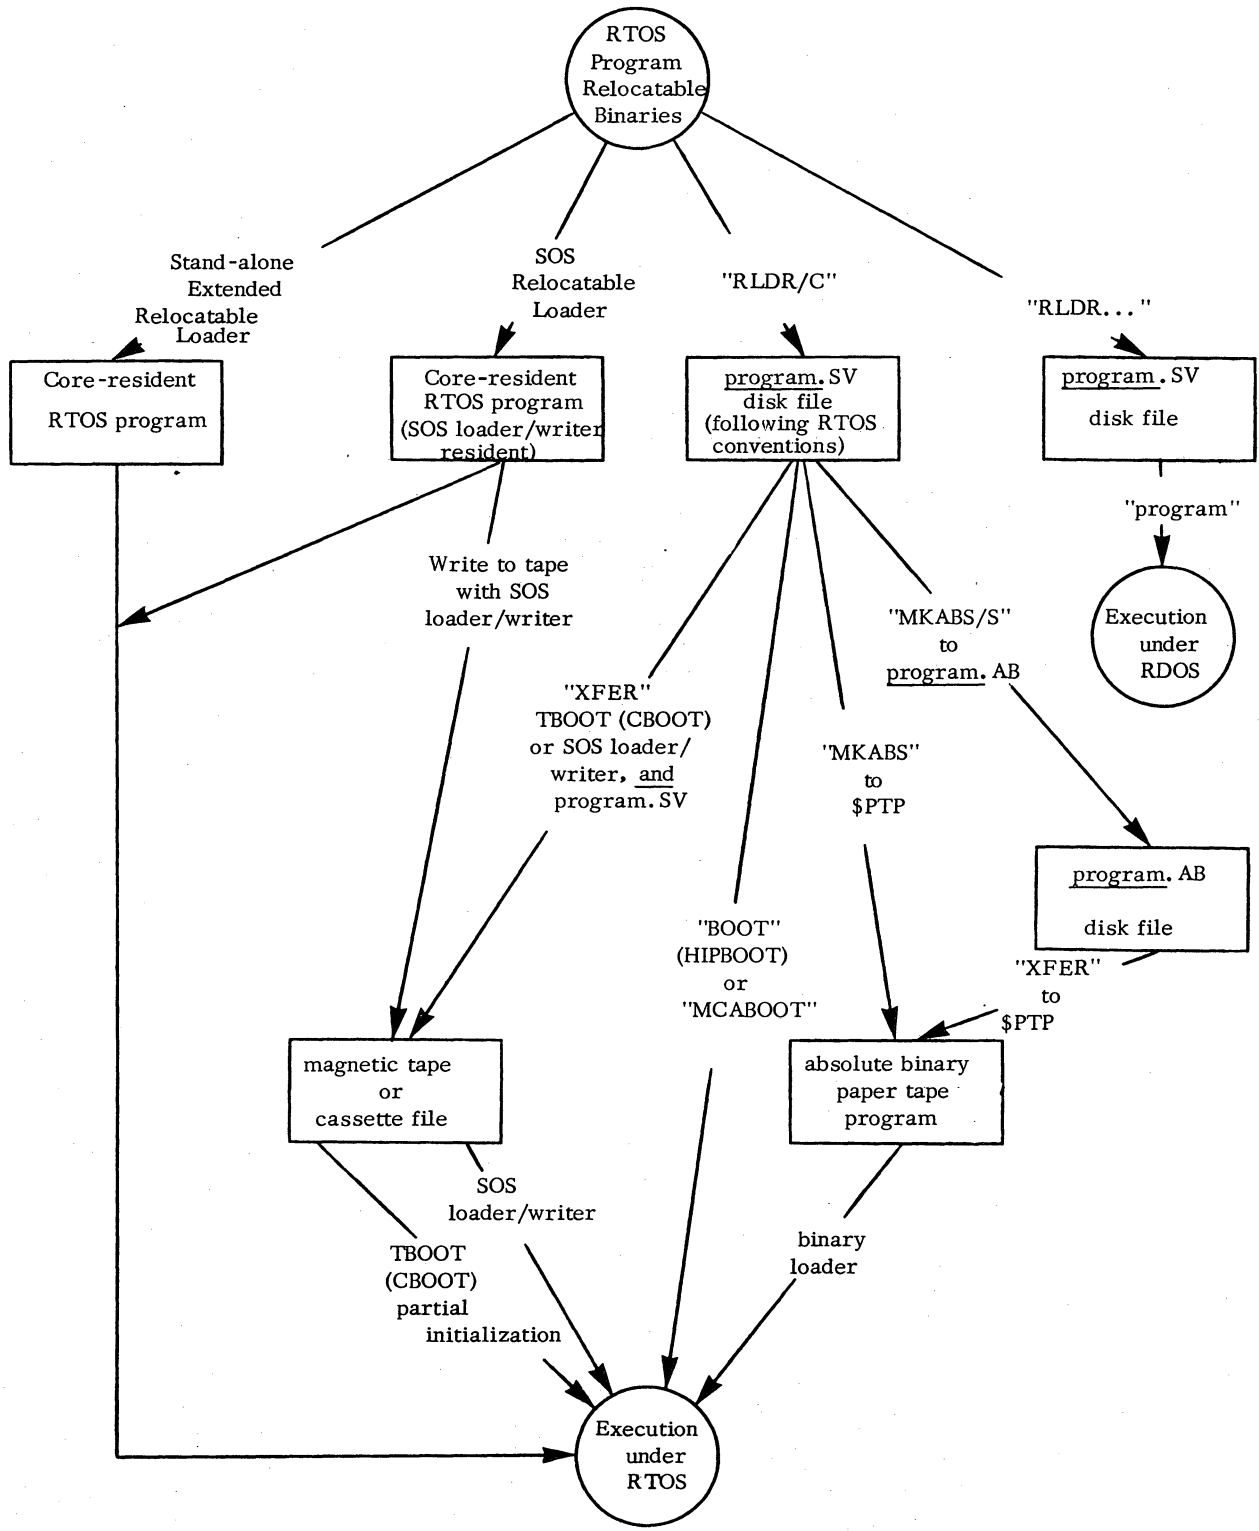 RTOS
Program
Relocatable
Binaries
Stand-alone
Extended
Relocatable
Loader
SOS
Relocatable
Loader
"RLDR/C"
"RLDR..."
Core-resident
RTOS program
Core-resident
RTOS program
(SOS loader/writer
resident)
program.SV
disk file
(following RTOS
conventions)
program.SV
disk file
"program"
Execution
under
RDOS
Write to tape
with SOS
loader/writer
"MKABS/S"
to
program.AB
"XFER"
TBOOT (CBOOT)
or SOS loader/
writer, and
program.SV
"MKABS"
to
$PTP
program.AB
disk file
"BOOT"
(HIPBOOT)
or
"MCABOOT"
"XFER"
to
$PTP
magnetic tape
or
cassette file
absolute binary
paper tape
program
SOS
loader/writer
TBOOT
(CBOOT)
partial
initialization
binary
loader
Execution
under
RTOS